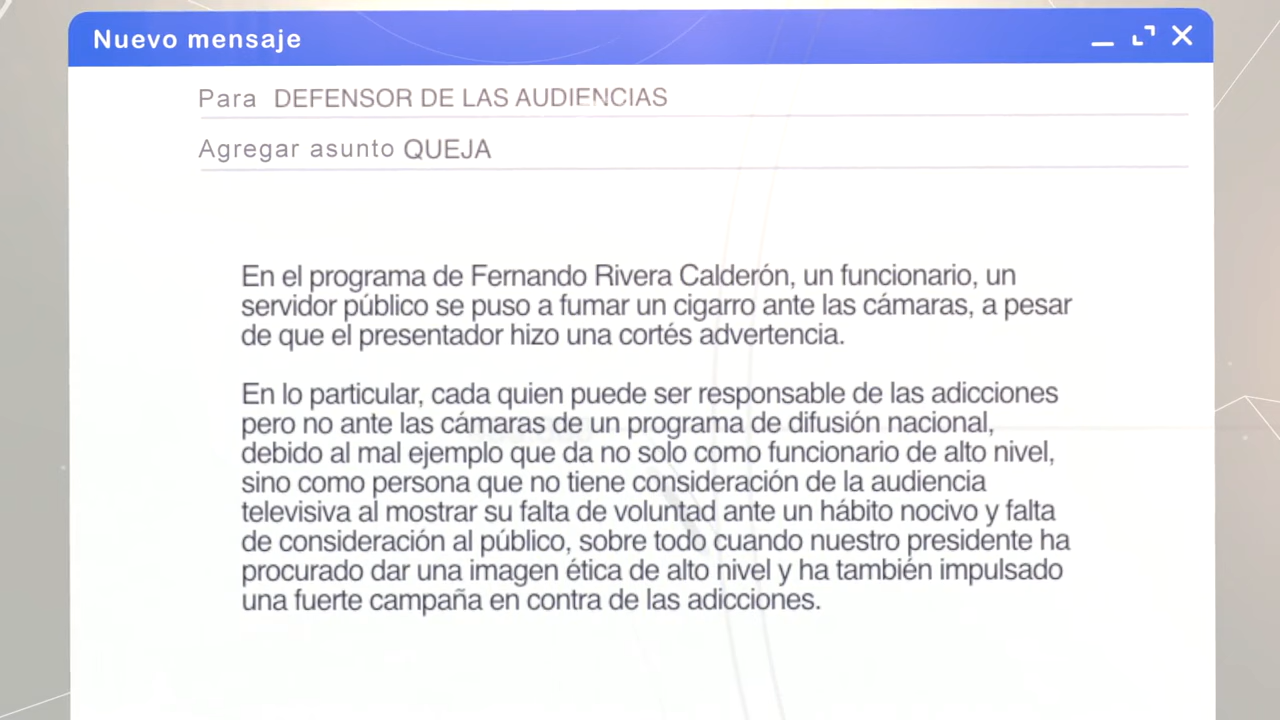 Nuevo mensaje
Para DEFENSOR DE LAS AUDIENCIAS
Agregar asunto QUEJA
En el programa de Fernando Rivera Calderón, un funcionario, un
servidor público se puso a fumar un cigarro ante las cámaras, a pesar
de que el presentador hizo una cortés advertencia.
En lo particular, cada quien puede ser responsable de las adicciones
pero no ante las cámaras de un programa de difusión nacional,
debido al mal ejemplo que da no solo como funcionario de alto nivel,
sino como persona que no tiene consideración de la audiencia
televisiva al mostrar su falta de voluntad ante un hábito nocivo y falta
de consideración al público, sobre todo cuando nuestro presidente ha
procurado dar una imagen ética de alto nivel y ha también impulsado
una fuerte campaña en contra de las adicciones.